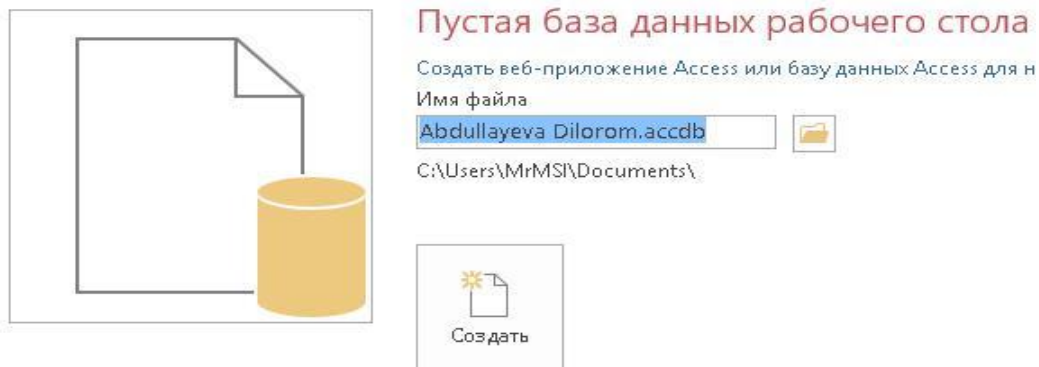 Пустая база данных рабочего стола
Создать веб-приложение Access или базу данных Access для н
Имя файла
Abdullayeva Dilorom.accdb
C:\Users\MrMSI\Documents\
Создать